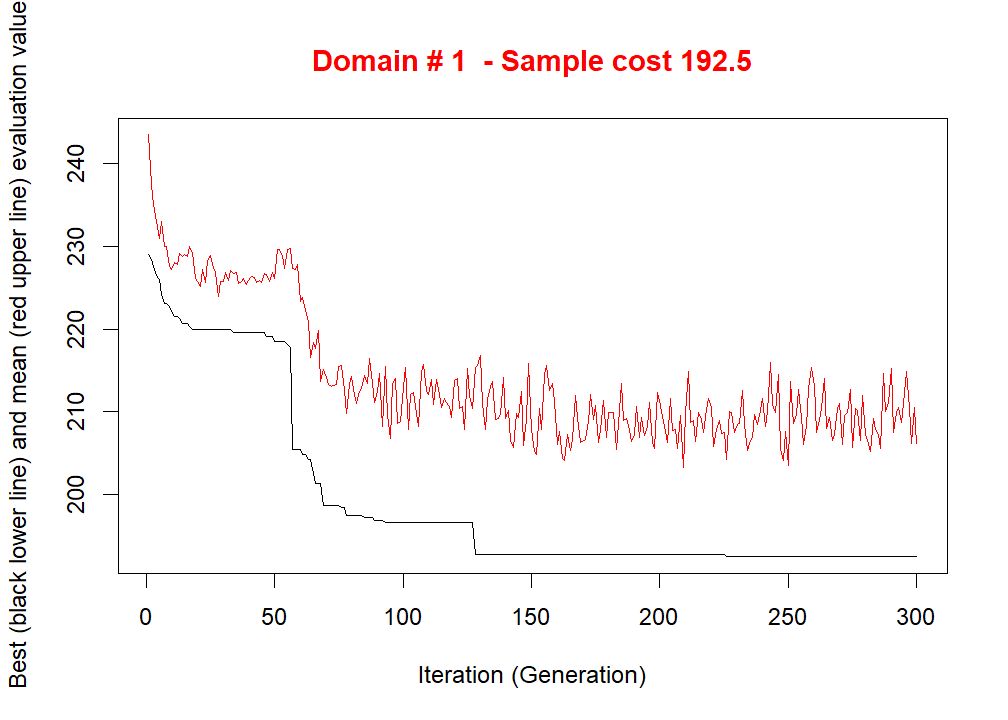 Domain # 1  - Sample cost 192.5
Best (black lower line) and mean (red upper line) evaluation value
240
230
220
210
200
0 50 100 150 200 250 300
Iteration (Generation)